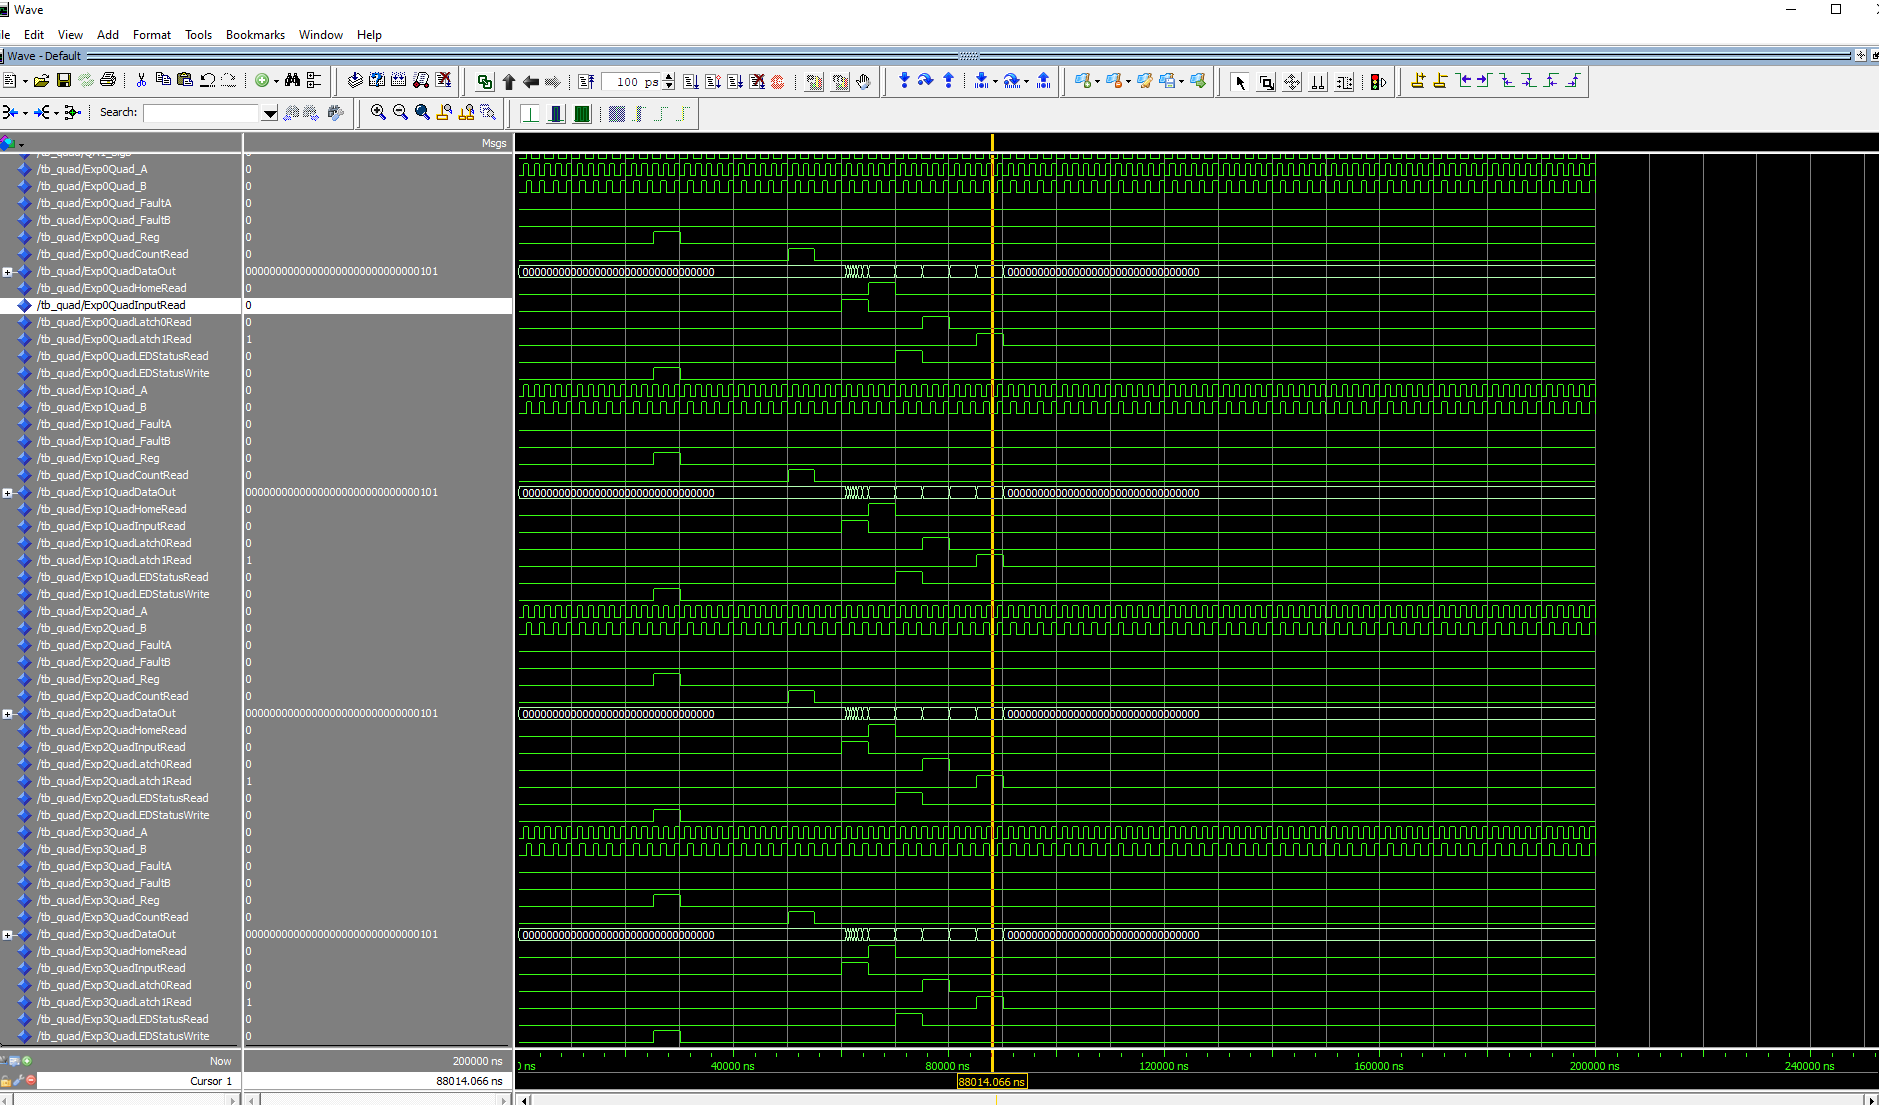 Wave
File Edit View Add Format Tools Bookmarks Window Help
Wave - Default
100 ps
Search:
Msgs
/tb_quad/Exp0Quad_A 0
/tb_quad/Exp0Quad_B 0
/tb_quad/Exp0Quad_FaultA 0
/tb_quad/Exp0Quad_FaultB 0
/tb_quad/Exp0Quad_Reg 0
/tb_quad/Exp0QuadCountRead 0
/tb_quad/Exp0QuadDataOut 00000000000000000000000000000101 00000000000000000000000000000000 00000000000000000000000000000000
/tb_quad/Exp0QuadHomeRead 0
/tb_quad/Exp0QuadInputRead 0
/tb_quad/Exp0QuadLatch0Read 0
/tb_quad/Exp0QuadLatch1Read 1
/tb_quad/Exp0QuadLEDStatusRead 0
/tb_quad/Exp0QuadLEDStatusWrite 0
/tb_quad/Exp1Quad_A 0
/tb_quad/Exp1Quad_B 0
/tb_quad/Exp1Quad_FaultA 0
/tb_quad/Exp1Quad_FaultB 0
/tb_quad/Exp1Quad_Reg 0
/tb_quad/Exp1QuadCountRead 0
/tb_quad/Exp1QuadDataOut 00000000000000000000000000000101 00000000000000000000000000000000 00000000000000000000000000000000
/tb_quad/Exp1QuadHomeRead 0
/tb_quad/Exp1QuadInputRead 0
/tb_quad/Exp1QuadLatch0Read 0
/tb_quad/Exp1QuadLatch1Read 1
/tb_quad/Exp1QuadLEDStatusRead 0
/tb_quad/Exp1QuadLEDStatusWrite 0
/tb_quad/Exp2Quad_A 0
/tb_quad/Exp2Quad_B 0
/tb_quad/Exp2Quad_FaultA 0
/tb_quad/Exp2Quad_FaultB 0
/tb_quad/Exp2Quad_Reg 0
/tb_quad/Exp2QuadCountRead 0
/tb_quad/Exp2QuadDataOut 00000000000000000000000000000101 00000000000000000000000000000000 00000000000000000000000000000000
/tb_quad/Exp2QuadHomeRead 0
/tb_quad/Exp2QuadInputRead 0
/tb_quad/Exp2QuadLatch0Read 0
/tb_quad/Exp2QuadLatch1Read 1
/tb_quad/Exp2QuadLEDStatusRead 0
/tb_quad/Exp2QuadLEDStatusWrite 0
/tb_quad/Exp3Quad_A 0
/tb_quad/Exp3Quad_B 0
/tb_quad/Exp3Quad_FaultA 0
/tb_quad/Exp3Quad_FaultB 0
/tb_quad/Exp3Quad_Reg 0
/tb_quad/Exp3QuadCountRead 0
/tb_quad/Exp3QuadDataOut 00000000000000000000000000000101 00000000000000000000000000000000 00000000000000000000000000000000
/tb_quad/Exp3QuadHomeRead 0
/tb_quad/Exp3QuadInputRead 0
/tb_quad/Exp3QuadLatch0Read 0
/tb_quad/Exp3QuadLatch1Read 1
/tb_quad/Exp3QuadLEDStatusRead 0
/tb_quad/Exp3QuadLEDStatusWrite 0
Now 200000 ns 0 ns 40000 ns 80000 ns 120000 ns 160000 ns 200000 ns 240000 ns
Cursor 1 88014.066 ns 88014.066 ns